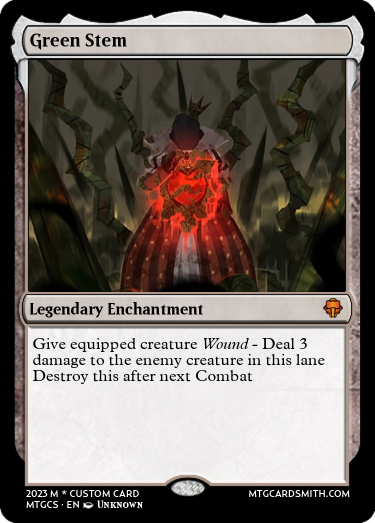 Green Stem
Legendary Enchantment
Give equipped creature Wound - Deal 3
damage to the enemy creature in this lane
Destroy this after next Combat
2023 M * CUSTOM CARD
MTGCS • EN Unknown
MTGCARDSMITH.COM